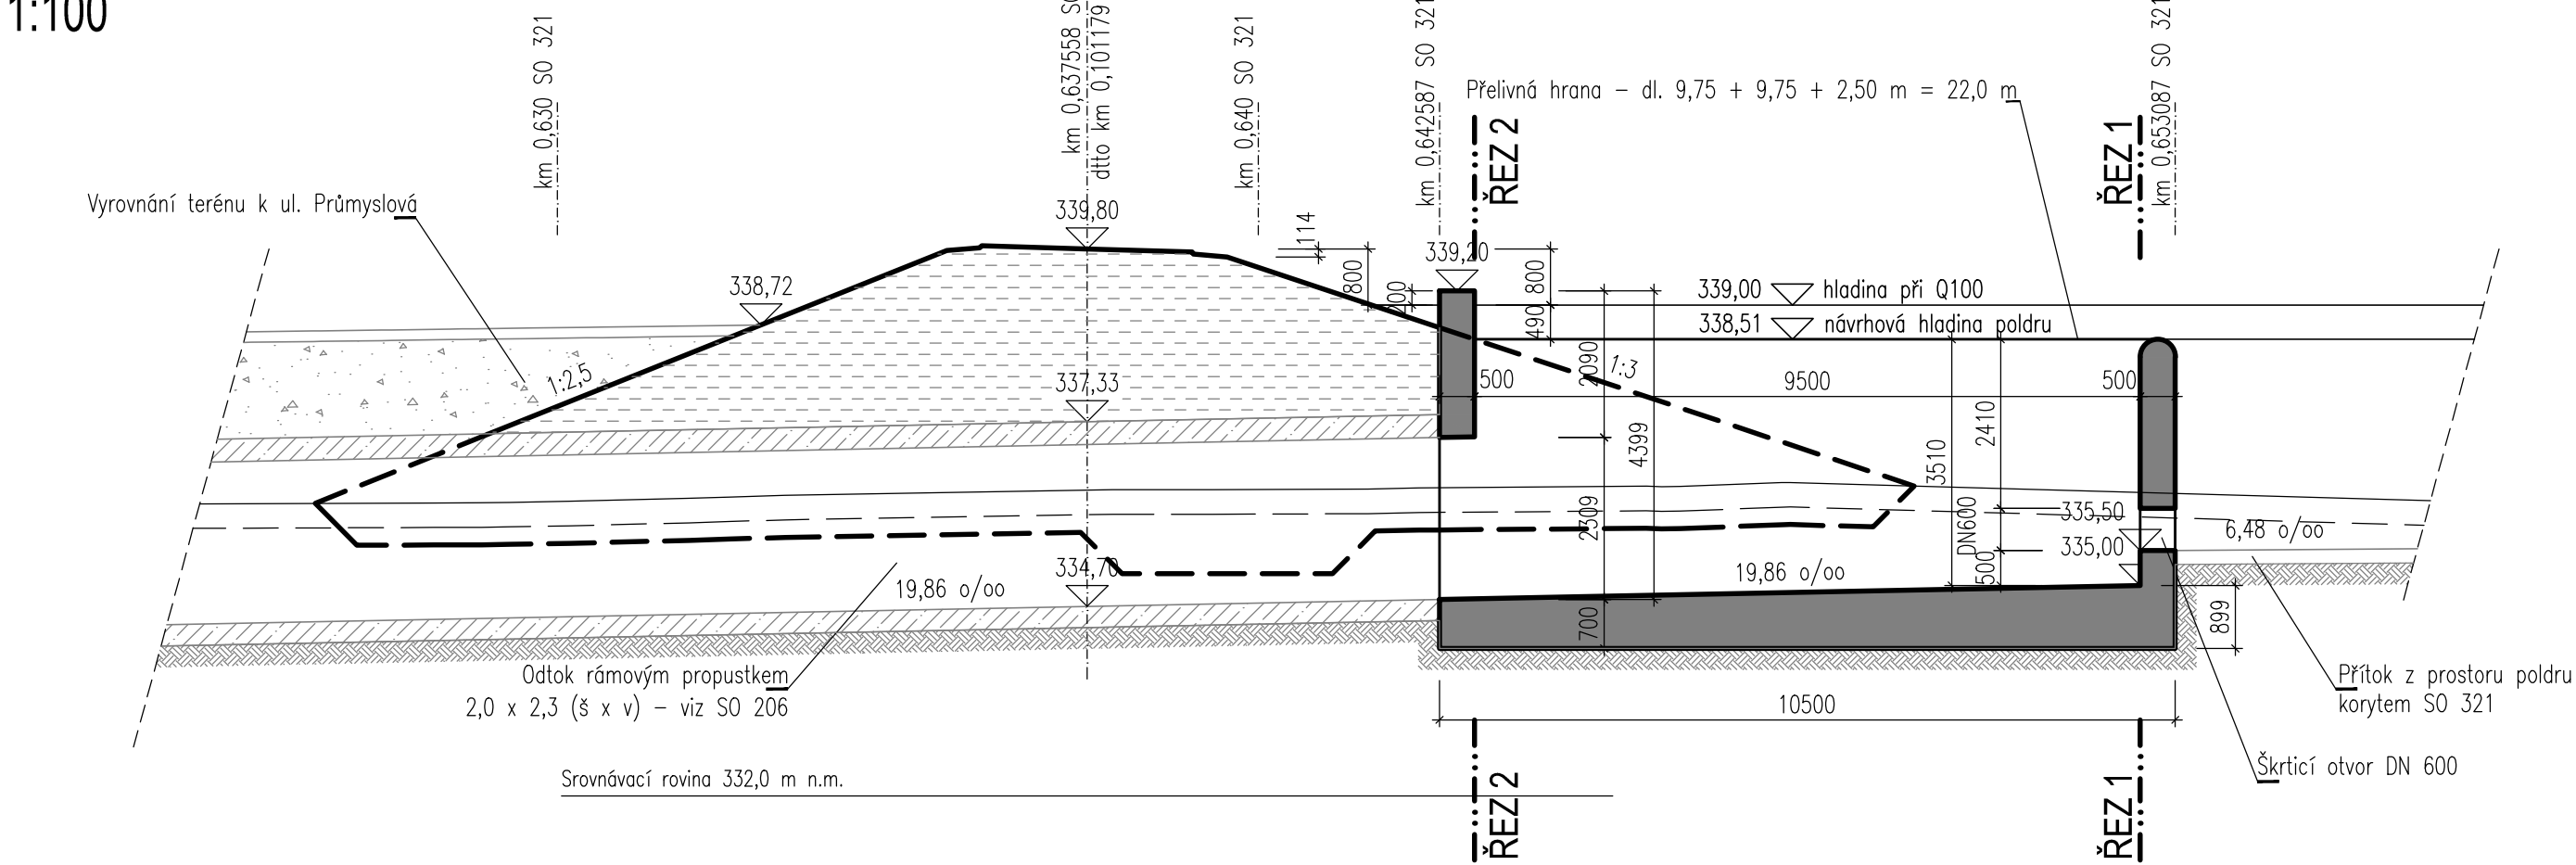 1:100
km 0,630 SO 321
km 0,637558
dtto km 0,101179
km 0,640 SO 321
km 0,642587 SO 321
km 0,653087 SO 321
Přelivná hrana – dl. 9,75 + 9,75 + 2,50 m = 22,0 m
ŘEZ 2
ŘEZ 1
Vyrovnání terénu k ul. Průmyslová
339,80
114
800
200
339,20
800
490
338,72
339,00 hladina při Q100
338,51 návrhová hladina poldru
1:2,5
337,33
500
2090
1:3
9500
500
2410
4399
3510
2309
DN600
335,50
335,00
6,48 o/oo
334,70
19,86 o/oo
19,86 o/oo
500
700
899
Odtok rámovým propustkem
2,0 x 2,3 (š x v) – viz SO 206
10500
Přítok z prostoru poldru
korytem SO 321
Škrticí otvor DN 600
Srovnávací rovina 332,0 m n.m.
ŘEZ 2
ŘEZ 1